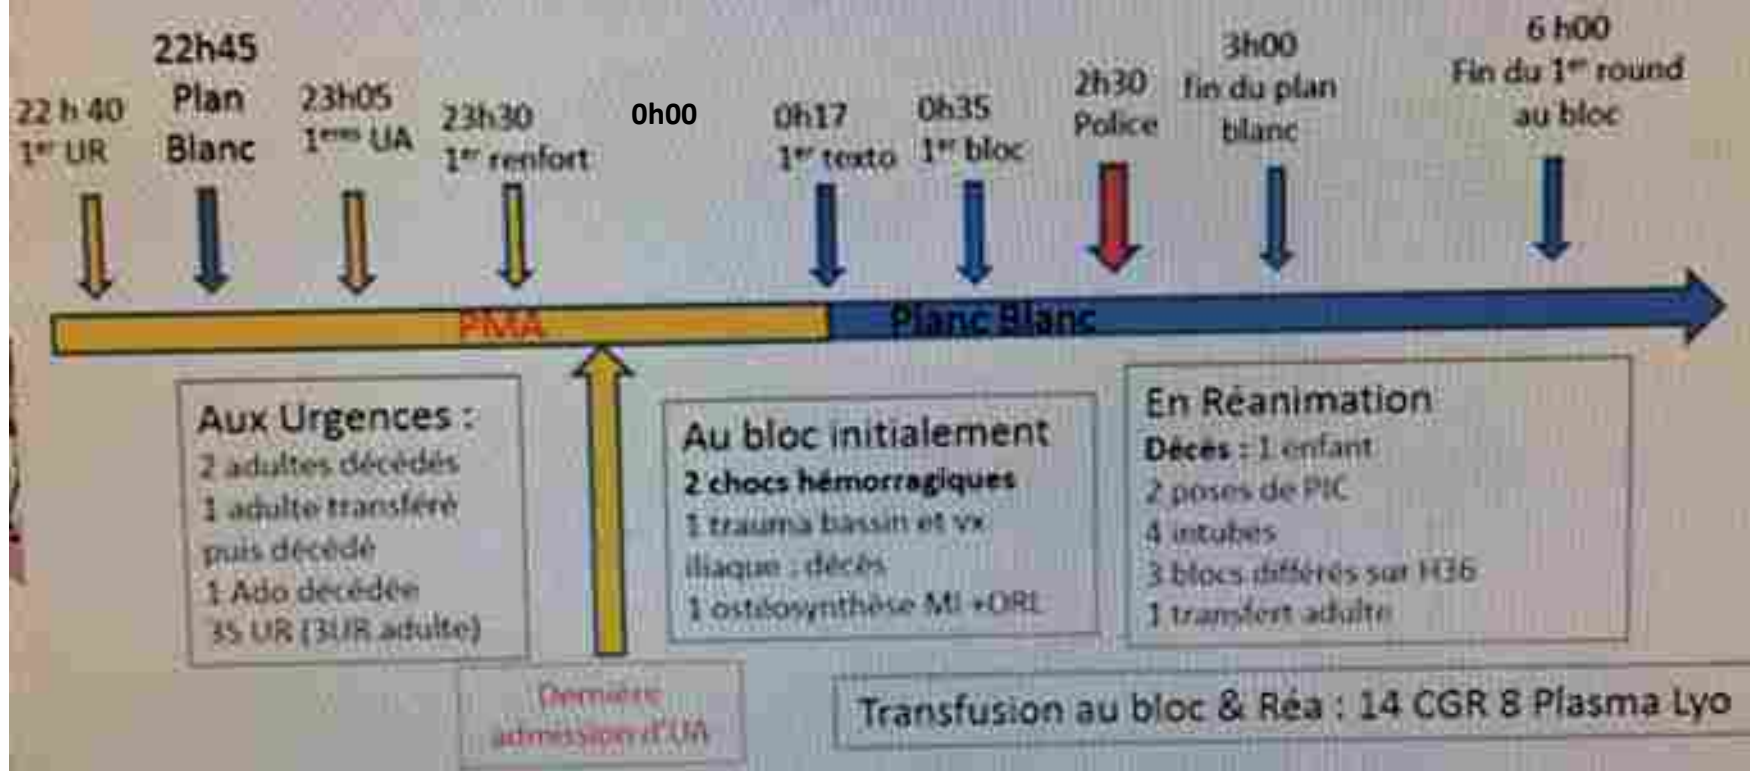 22 h 40
1er UR
22h45
Plan
Blanc
23h05
1eres UA
23h30
1er renfort
0h00
0h17
1er texto
0h35
1er bloc
2h30
Police
3h00
fin du plan
blanc
6 h00
Fin du 1er round
au bloc
PMA
Planc Blanc
Aux Urgences :
2 adultes décédés
1 adulte transféré
puis décédé
1 Ado décédée
35 UR (3UR adulte)
Dernière
admission d'UA
Au bloc initialement
2 chocs hémorragiques
1 trauma bassin et vx
iliaque : décès
1 ostéosynthèse MI +ORL
En Réanimation
Décès : 1 enfant
2 poses de PIC
4 intubés
3 blocs différés sur H36
1 transfert adulte
Transfusion au bloc & Réa : 14 CGR 8 Plasma Lyo